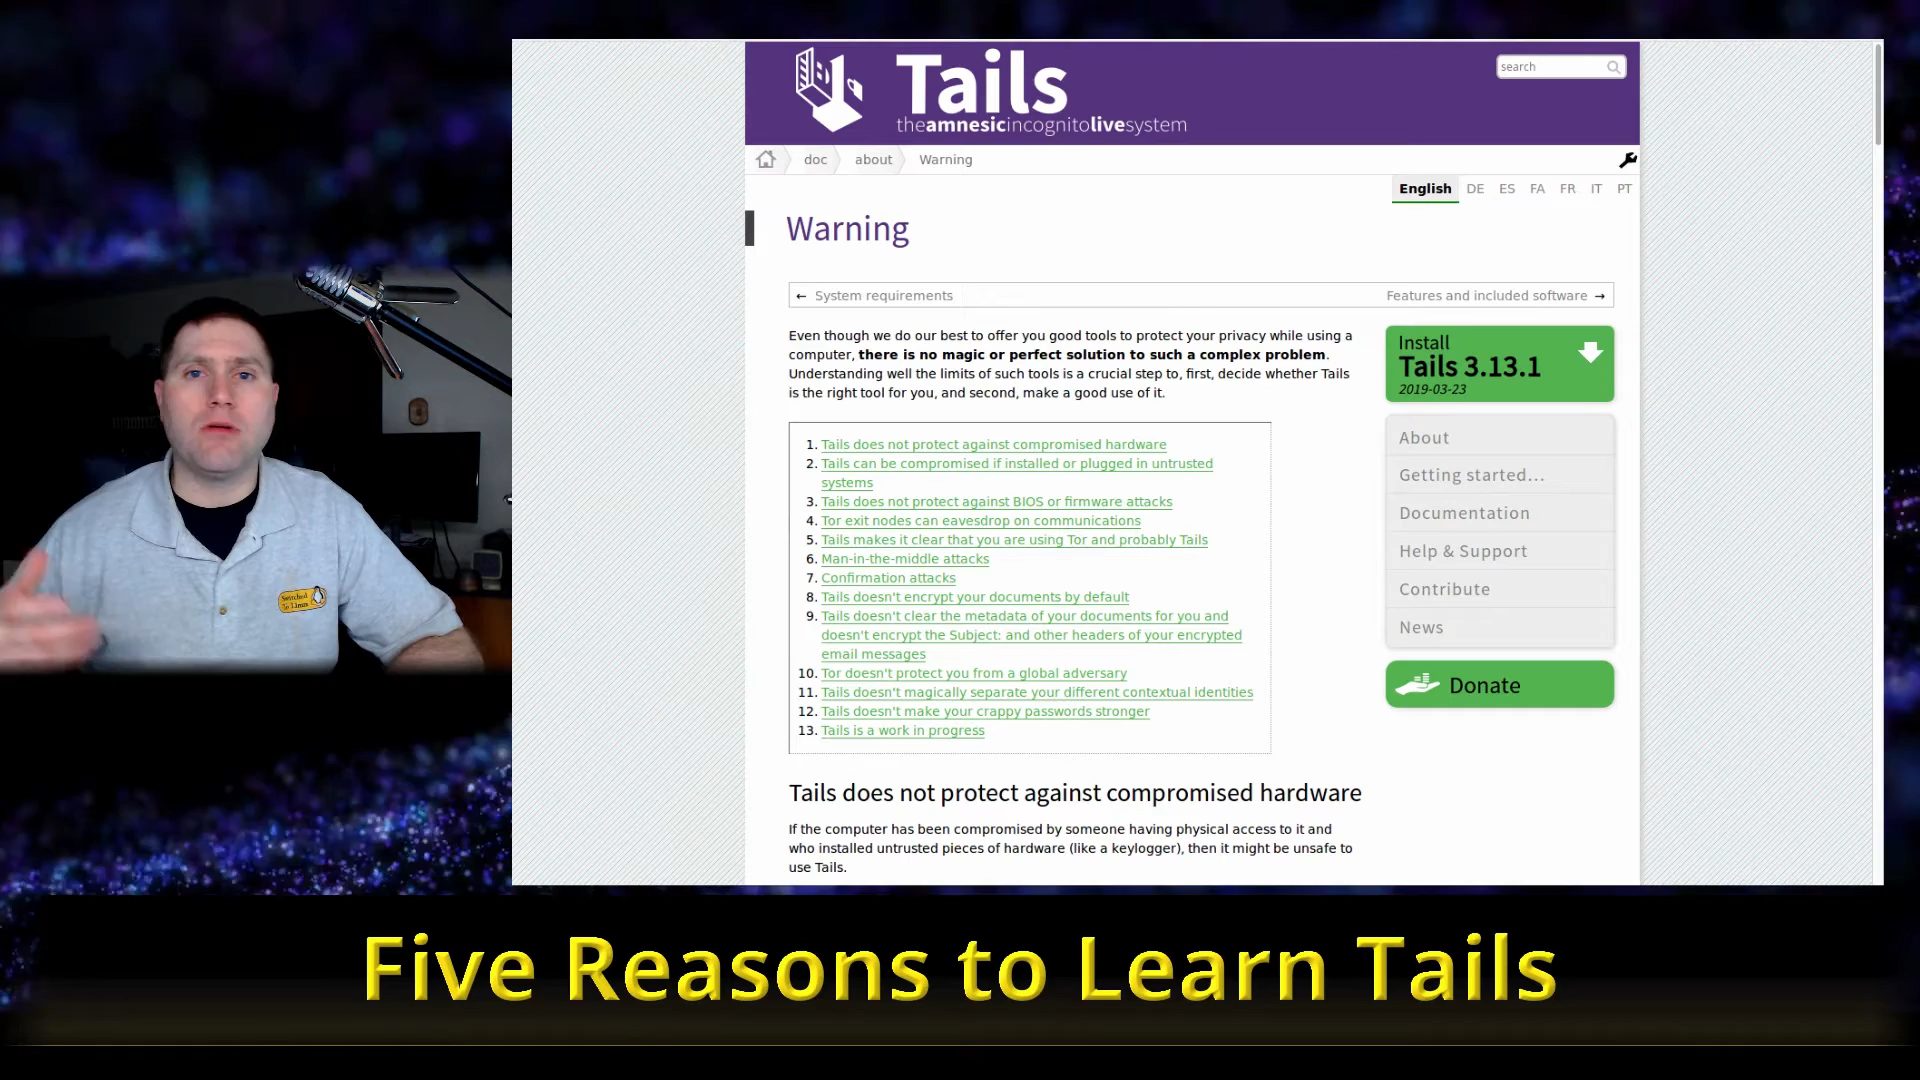 Tails
theamnesicincognitolivesystem
search
doc
about
Warning
English
DE
ES
FA
FR
IT
PT
Warning
← System requirements
Features and included software →
Even though we do our best to offer you good tools to protect your privacy while using a
computer, there is no magic or perfect solution to such a complex problem.
Understanding well the limits of such tools is a crucial step to, first, decide whether Tails
is the right tool for you, and second, make a good use of it.
1. Tails does not protect against compromised hardware
2. Tails can be compromised if installed or plugged in untrusted
systems
3. Tails does not protect against BIOS or firmware attacks
4. Tor exit nodes can eavesdrop on communications
5. Tails makes it clear that you are using Tor and probably Tails
6. Man-in-the-middle attacks
7. Confirmation attacks
8. Tails doesn't encrypt your documents by default
9. Tails doesn't clear the metadata of your documents for you and
doesn't encrypt the Subject: and other headers of your encrypted
email messages
10. Tor doesn't protect you from a global adversary
11. Tails doesn't magically separate your different contextual identities
12. Tails doesn't make your crappy passwords stronger
13. Tails is a work in progress
Install
Tails 3.13.1
2019-03-23
About
Getting started...
Documentation
Help & Support
Contribute
News
Donate
Tails does not protect against compromised hardware
If the computer has been compromised by someone having physical access to it and
who installed untrusted pieces of hardware (like a keylogger), then it might be unsafe to
use Tails.
Switched
To Linux
Five Reasons to Learn Tails